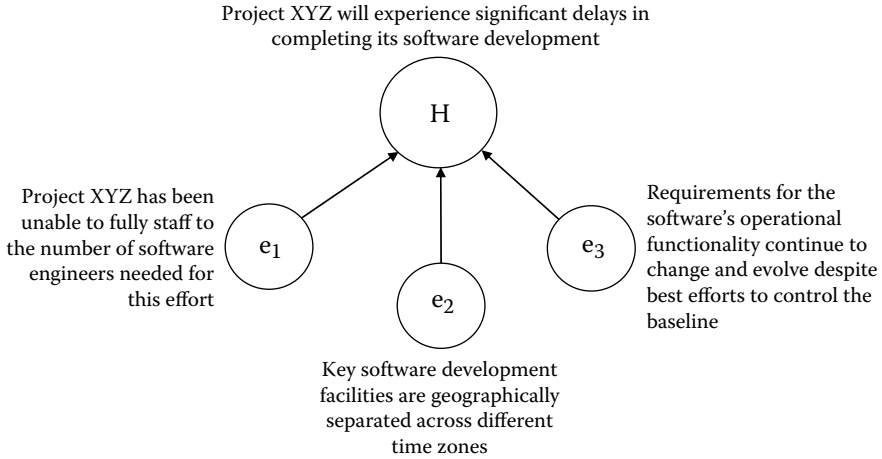 Project XYZ will experience significant delays in
completing its software development
H
Project XYZ has been
unable to fully staff to
the number of software
engineers needed for
this effort
e1
e2
Key software development
facilities are geographically
separated across different
time zones
e3
Requirements for the
software's operational
functionality continue to
change and evolve despite
best efforts to control the
baseline